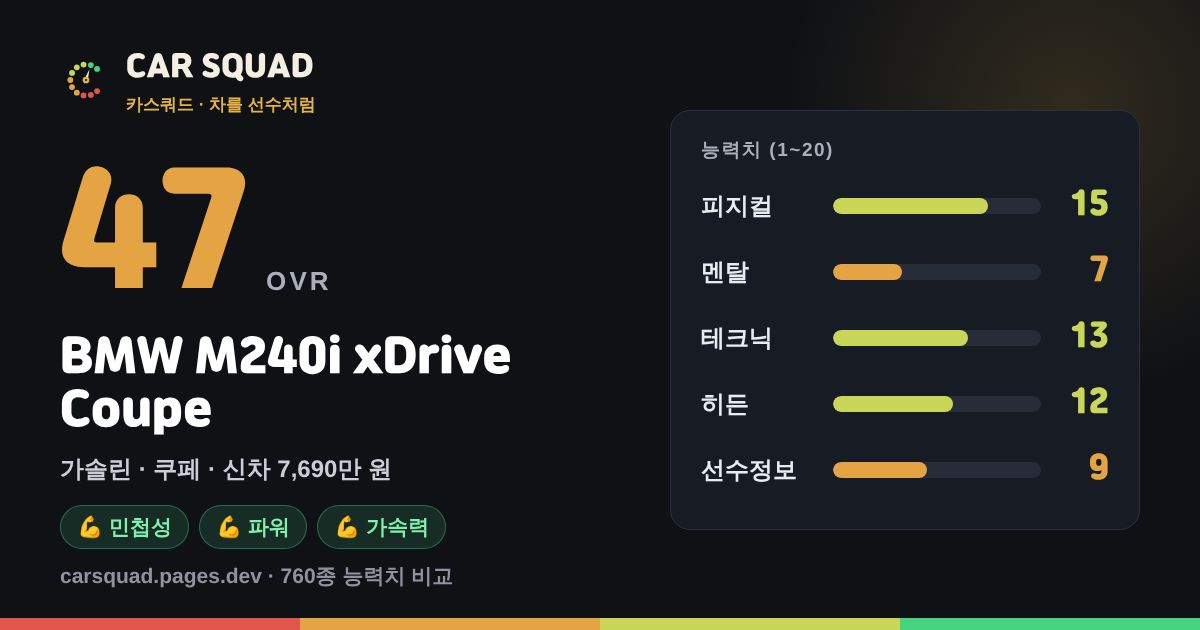 CAR SQUAD
카스쿼드 · 차를 선수처럼
47 OVR
BMW M240i xDrive
Coupe
가솔린 · 쿠페 · 신차 7,690만 원
💪 민첩성 💪 파워 💪 가속력
carsquad.pages.dev · 760종 능력치 비교
능력치 (1~20)
피지컬 15
멘탈 7
테크닉 13
히든 12
선수정보 9